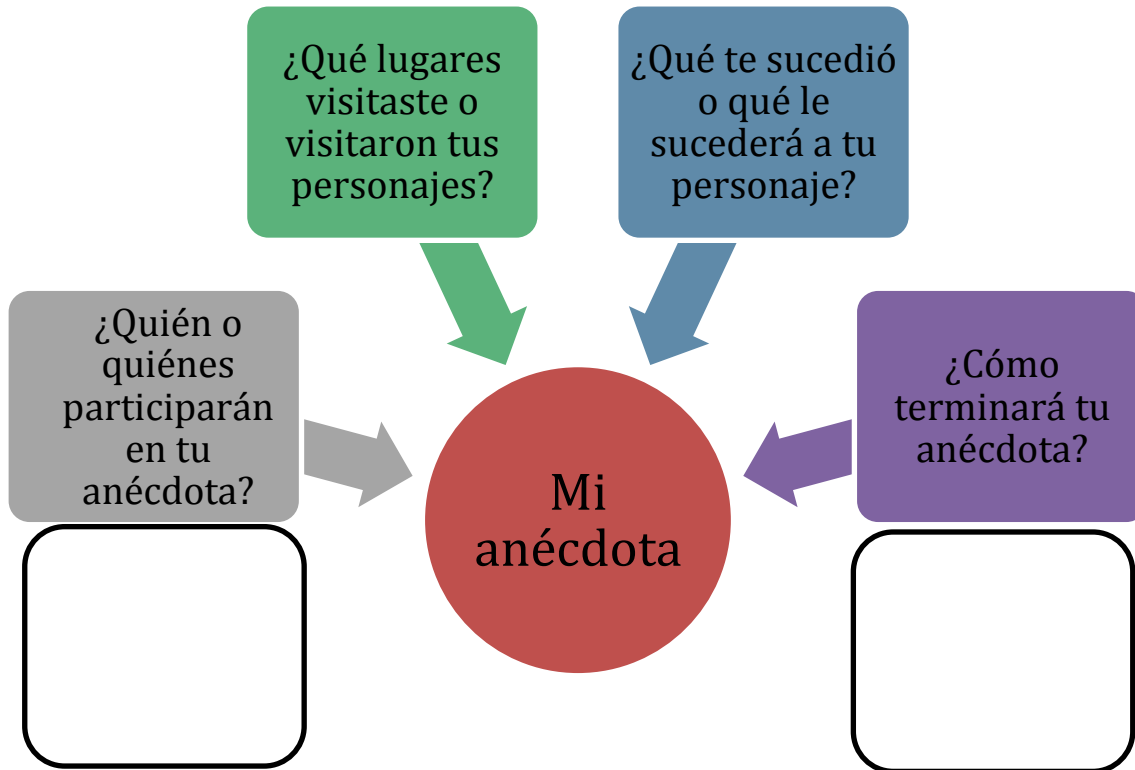 ¿Qué lugares
visitaste o
visitaron tus
personajes?
¿Qué te sucedió
o qué le
sucederá a tu
personaje?
¿Quién o
quiénes
participarán
en tu
anécdota?
¿Cómo
terminará tu
anécdota?
Mi
anécdota